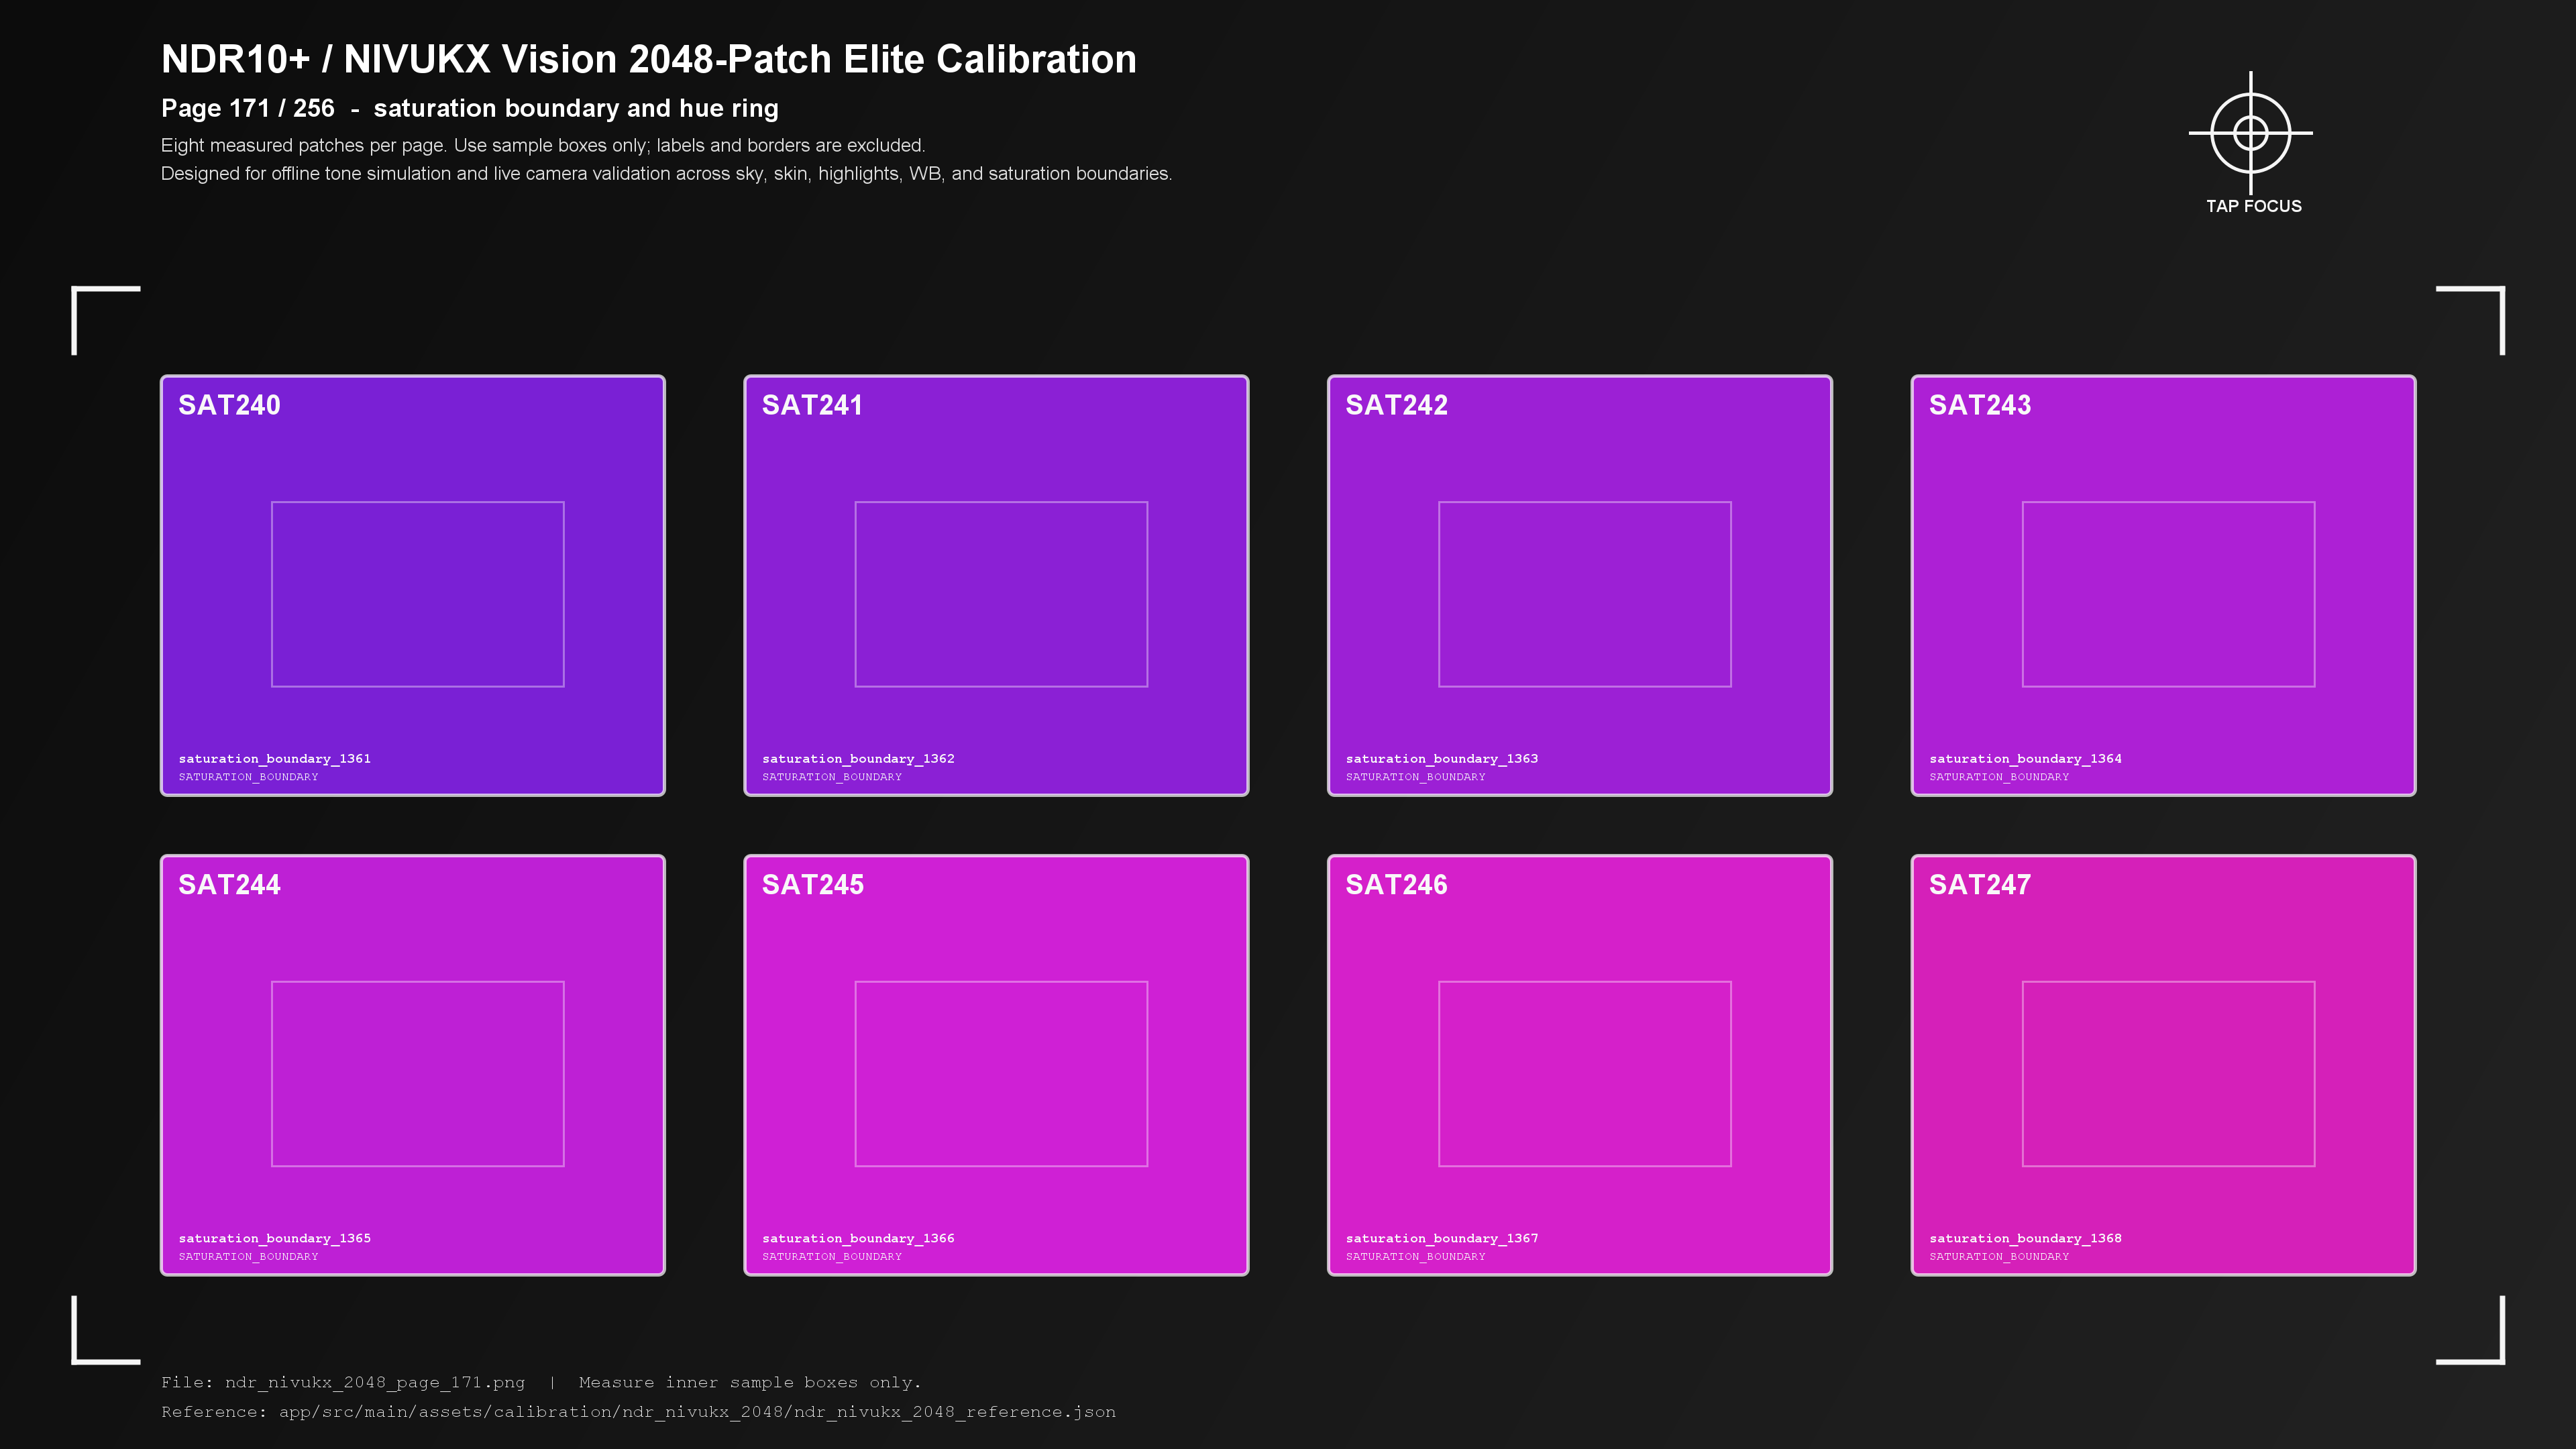 NDR10+ / NIVUKX Vision 2048-Patch Elite Calibration
Page 171 / 256 - saturation boundary and hue ring
Eight measured patches per page. Use sample boxes only; labels and borders are excluded.
Designed for offline tone simulation and live camera validation across sky, skin, highlights, WB, and saturation boundaries.
TAP FOCUS
SAT240
saturation_boundary_1361
SATURATION_BOUNDARY
SAT241
saturation_boundary_1362
SATURATION_BOUNDARY
SAT242
saturation_boundary_1363
SATURATION_BOUNDARY
SAT243
saturation_boundary_1364
SATURATION_BOUNDARY
SAT244
saturation_boundary_1365
SATURATION_BOUNDARY
SAT245
saturation_boundary_1366
SATURATION_BOUNDARY
SAT246
saturation_boundary_1367
SATURATION_BOUNDARY
SAT247
saturation_boundary_1368
SATURATION_BOUNDARY
File: ndr_nivukx_2048_page_171.png | Measure inner sample boxes only.
Reference: app/src/main/assets/calibration/ndr_nivukx_2048/ndr_nivukx_2048_reference.json